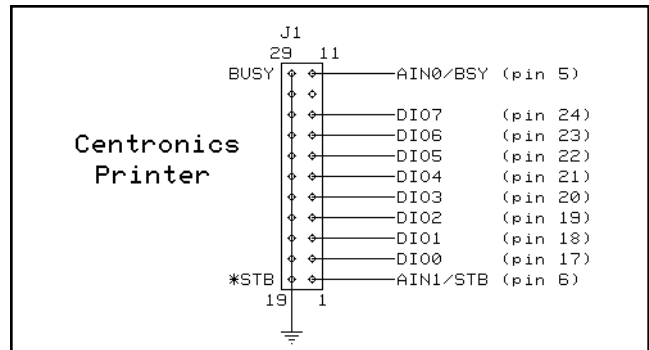 J1
29 11
BUSY AIN0/BSY (pin 5)
DIO7 (pin 24)
DIO6 (pin 23)
Centronics
DIO5 (pin 22)
Printer
DIO4 (pin 21)
DIO3 (pin 20)
DIO2 (pin 19)
DIO1 (pin 18)
DIO0 (pin 17)
*STB AIN1/STB (pin 6)
19 1